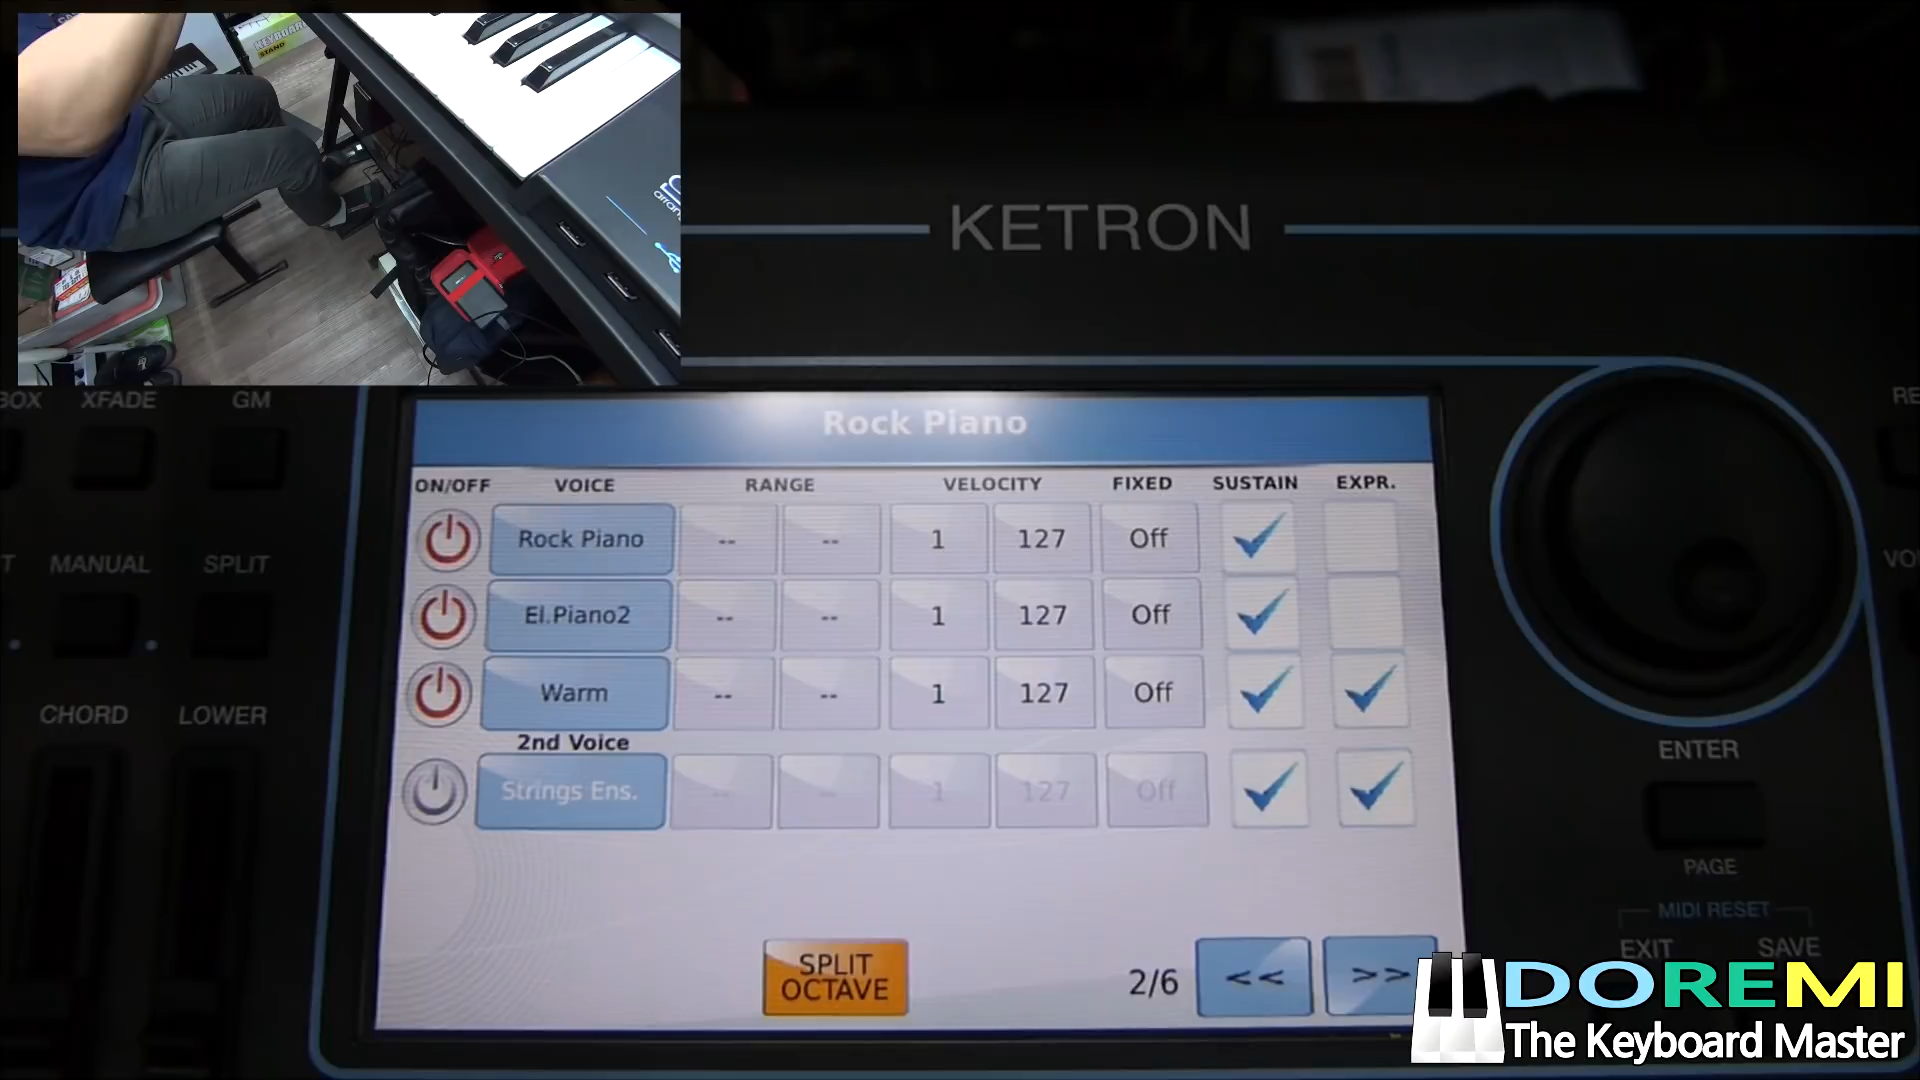 KEYBOARD
STAND
KETRON
BOX XFADE GM
MANUAL SPLIT
CHORD LOWER
Rock Piano
ON/OFF VOICE RANGE VELOCITY FIXED SUSTAIN EXPR.
Rock Piano -- -- 1 127 Off
El.Piano2 -- -- 1 127 Off
Warm -- -- 1 127 Off
2nd Voice
Strings Ens. -- -- 1 127 Off
SPLIT
OCTAVE
2/6 << >>
ENTER
PAGE
MIDI RESET
EXIT SAVE
DOREMI
The Keyboard Master